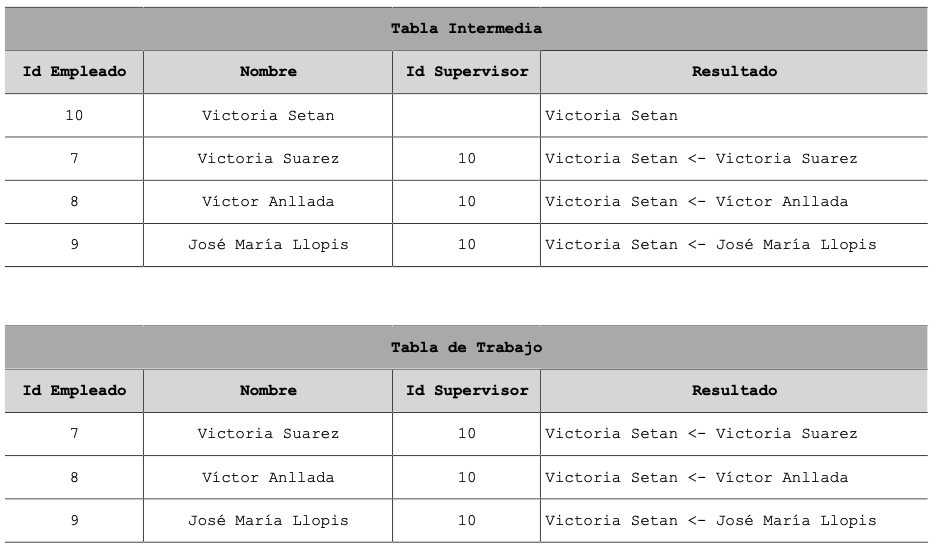 Tabla Intermedia
Id Empleado Nombre Id Supervisor Resultado
10 Victoria Setan Victoria Setan
7 Victoria Suarez 10 Victoria Setan <- Victoria Suarez
8 Víctor Anllada 10 Victoria Setan <- Víctor Anllada
9 José María Llopis 10 Victoria Setan <- José María Llopis
Tabla de Trabajo
Id Empleado Nombre Id Supervisor Resultado
7 Victoria Suarez 10 Victoria Setan <- Victoria Suarez
8 Víctor Anllada 10 Victoria Setan <- Víctor Anllada
9 José María Llopis 10 Victoria Setan <- José María Llopis